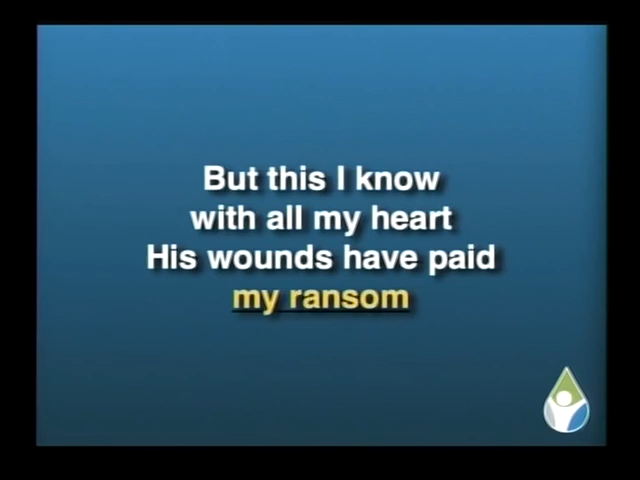 But this I know
with all my heart
His wounds have paid
my ransom